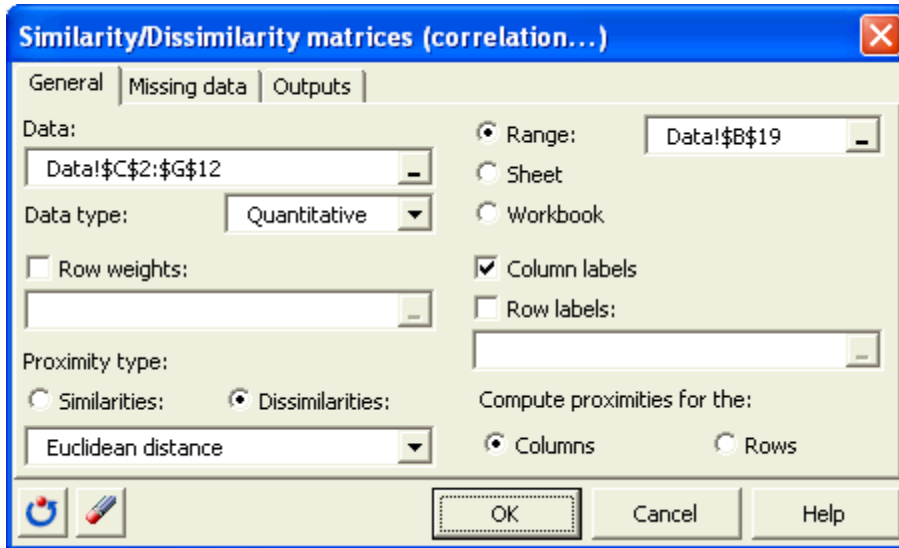 Similarity/Dissimilarity matrices (correlation...)
General Missing data Outputs
Data:
Data!$C$2:$G$12
Data type: Quantitative
Row weights:
Proximity type:
Similarities: Dissimilarities:
Euclidean distance
Range: Data!$B$19
Sheet
Workbook
Column labels
Row labels:
Compute proximities for the:
Columns Rows
OK Cancel Help